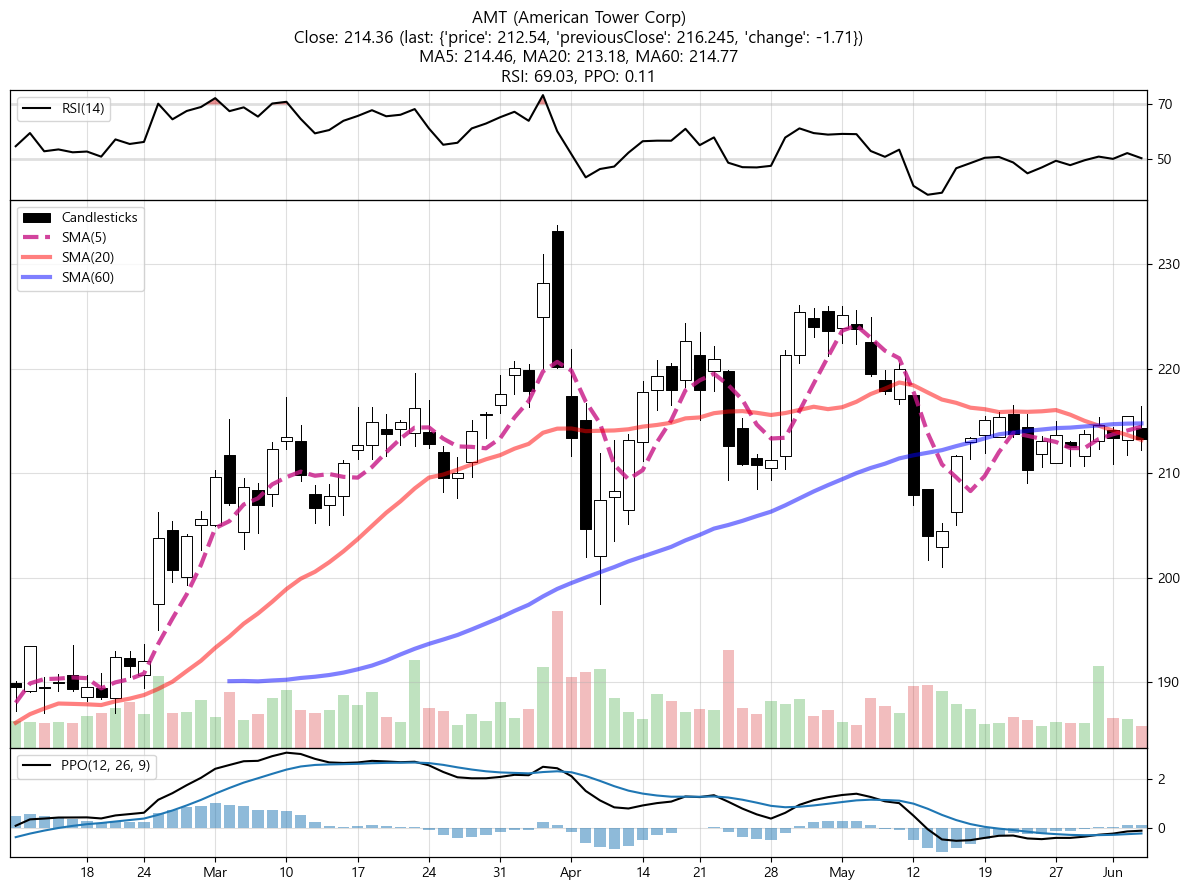 AMT (American Tower Corp)
Close: 214.36 (last: {'price': 212.54, 'previousClose': 216.245, 'change': -1.71})
MA5: 214.46, MA20: 213.18, MA60: 214.77
RSI: 69.03, PPO: 0.11
RSI(14)
70
50
Candlesticks
SMA(5)
SMA(20)
SMA(60)
230
220
210
200
190
PPO(12, 26, 9)
2
0
18 24 Mar 10 17 24 31 Apr 14 21 28 May 12 19 27 Jun